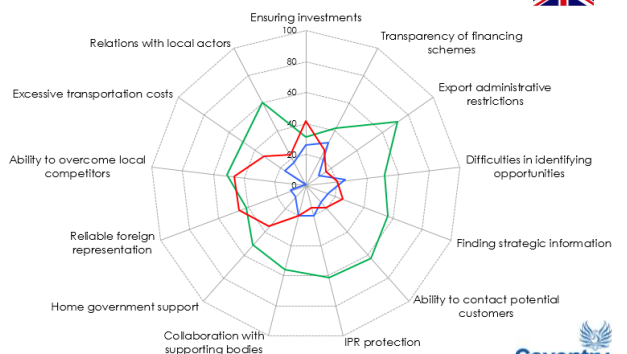 Ensuring investments
100
Relations with local actors
Transparency of financing
schemes
80
Excessive transportation costs
60
Export administrative
restrictions
40
Ability to overcome local
competitors
20
Difficulties in identifying
opportunities
0
Reliable foreign
representation
Finding strategic information
Home government support
Ability to contact potential
customers
Collaboration with
supporting bodies
IPR protection
Coventry